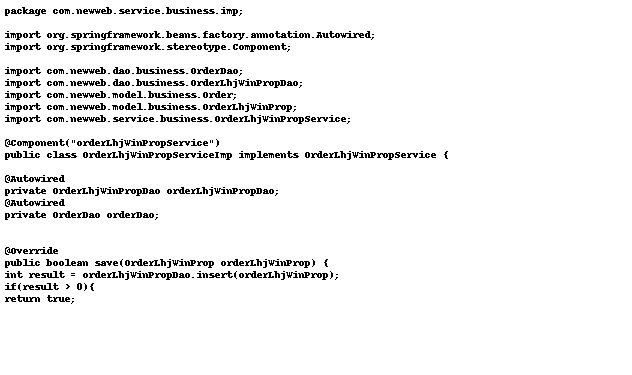 package com.newweb.service.business.imp;
import org.springframework.beans.factory.annotation.Autowired;
import org.springframework.stereotype.Component;
import com.newweb.dao.business.OrderDao;
import com.newweb.dao.business.OrderLhjWinPropDao;
import com.newweb.model.business.Order;
import com.newweb.model.business.OrderLhjWinProp;
import com.newweb.service.business.OrderLhjWinPropService;
@Component("orderLhjWinPropService")
public class OrderLhjWinPropServiceImp implements OrderLhjWinPropService {
@Autowired
private OrderLhjWinPropDao orderLhjWinPropDao;
@Autowired
private OrderDao orderDao;
@Override
public boolean save(OrderLhjWinProp orderLhjWinProp) {
int result = orderLhjWinPropDao.insert(orderLhjWinProp);
if(result > 0){
return true;